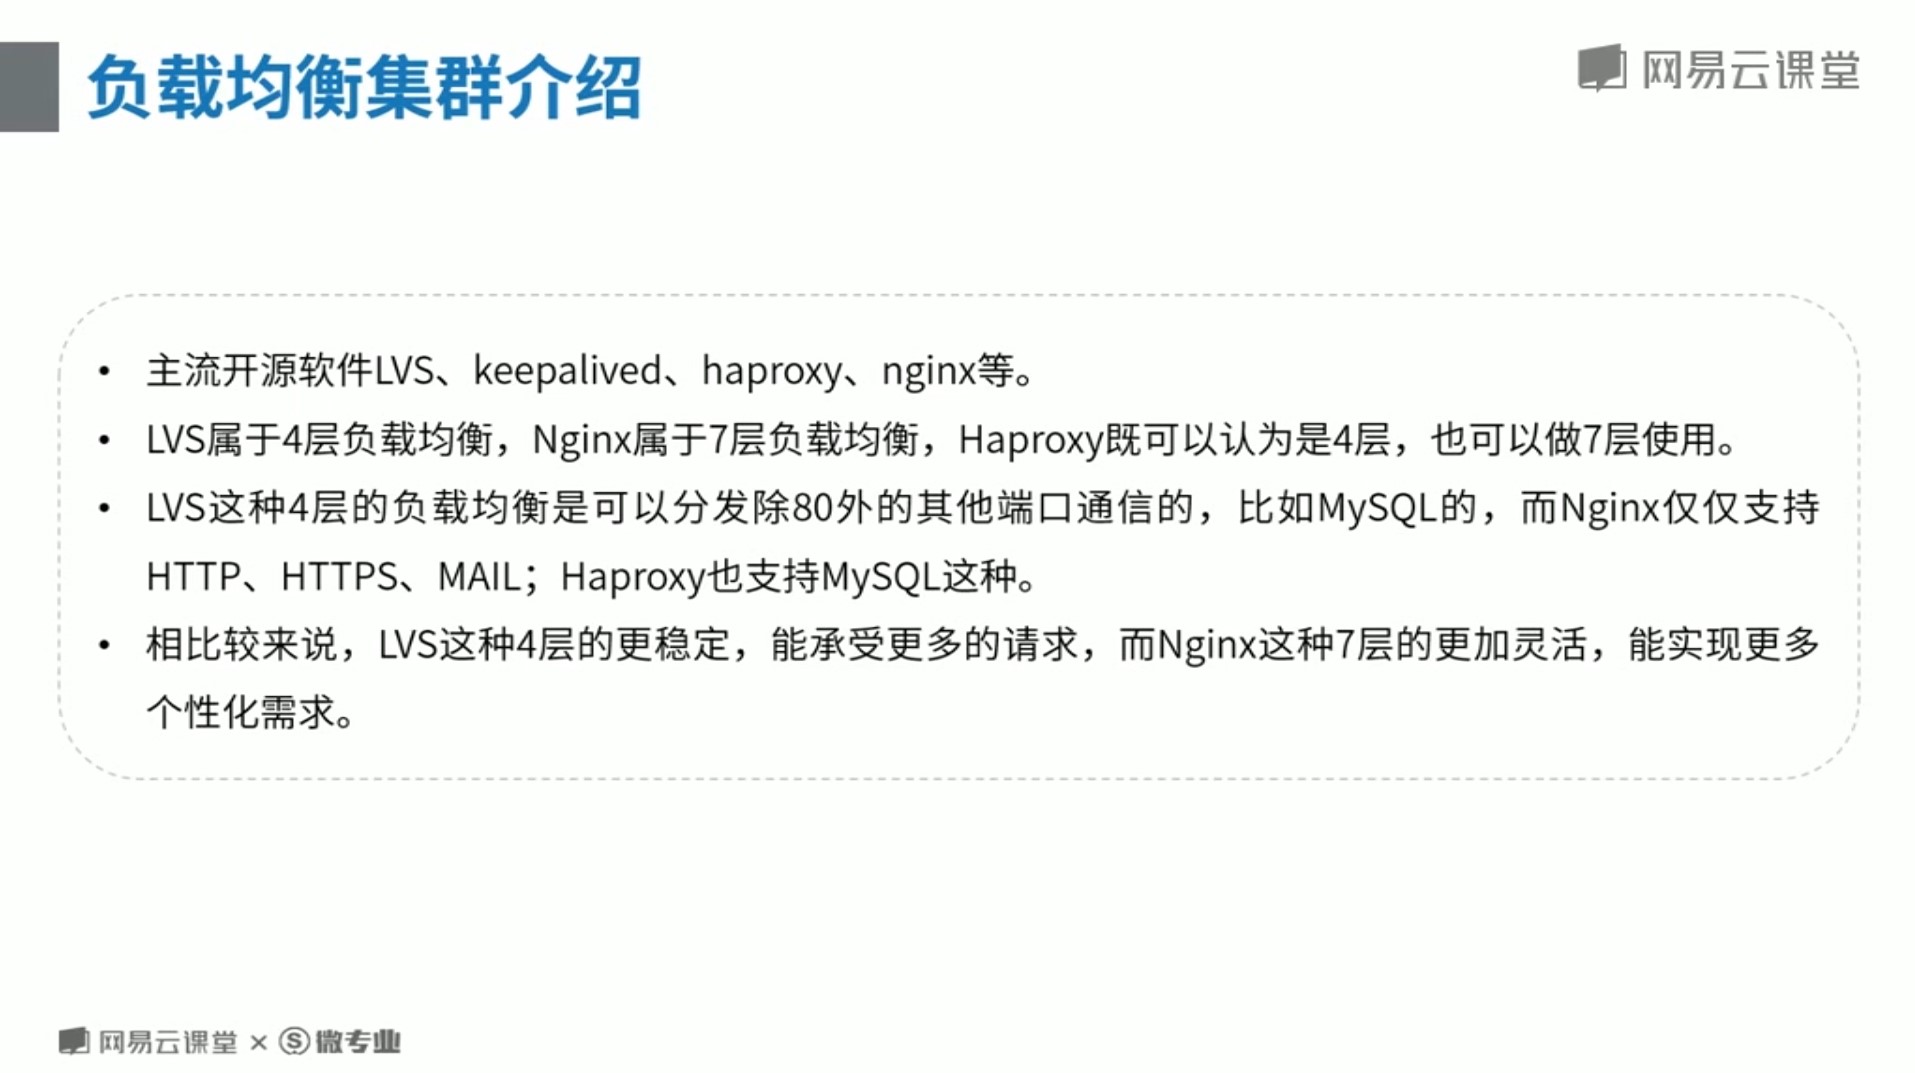 负载均衡集群介绍
网易云课堂
• 主流开源软件LVS、keepalived、haproxy、nginx等。
• LVS属于4层负载均衡，Nginx属于7层负载均衡，Haproxy既可以认为是4层，也可以做7层使用。
• LVS这种4层的负载均衡是可以分发除80外的其他端口通信的，比如MySQL的，而Nginx仅仅支持
HTTP、HTTPS、MAIL；Haproxy也支持MySQL这种。
• 相比较来说，LVS这种4层的更稳定，能承受更多的请求，而Nginx这种7层的更加灵活，能实现更多
个性化需求。
网易云课堂 × Ⓢ微专业